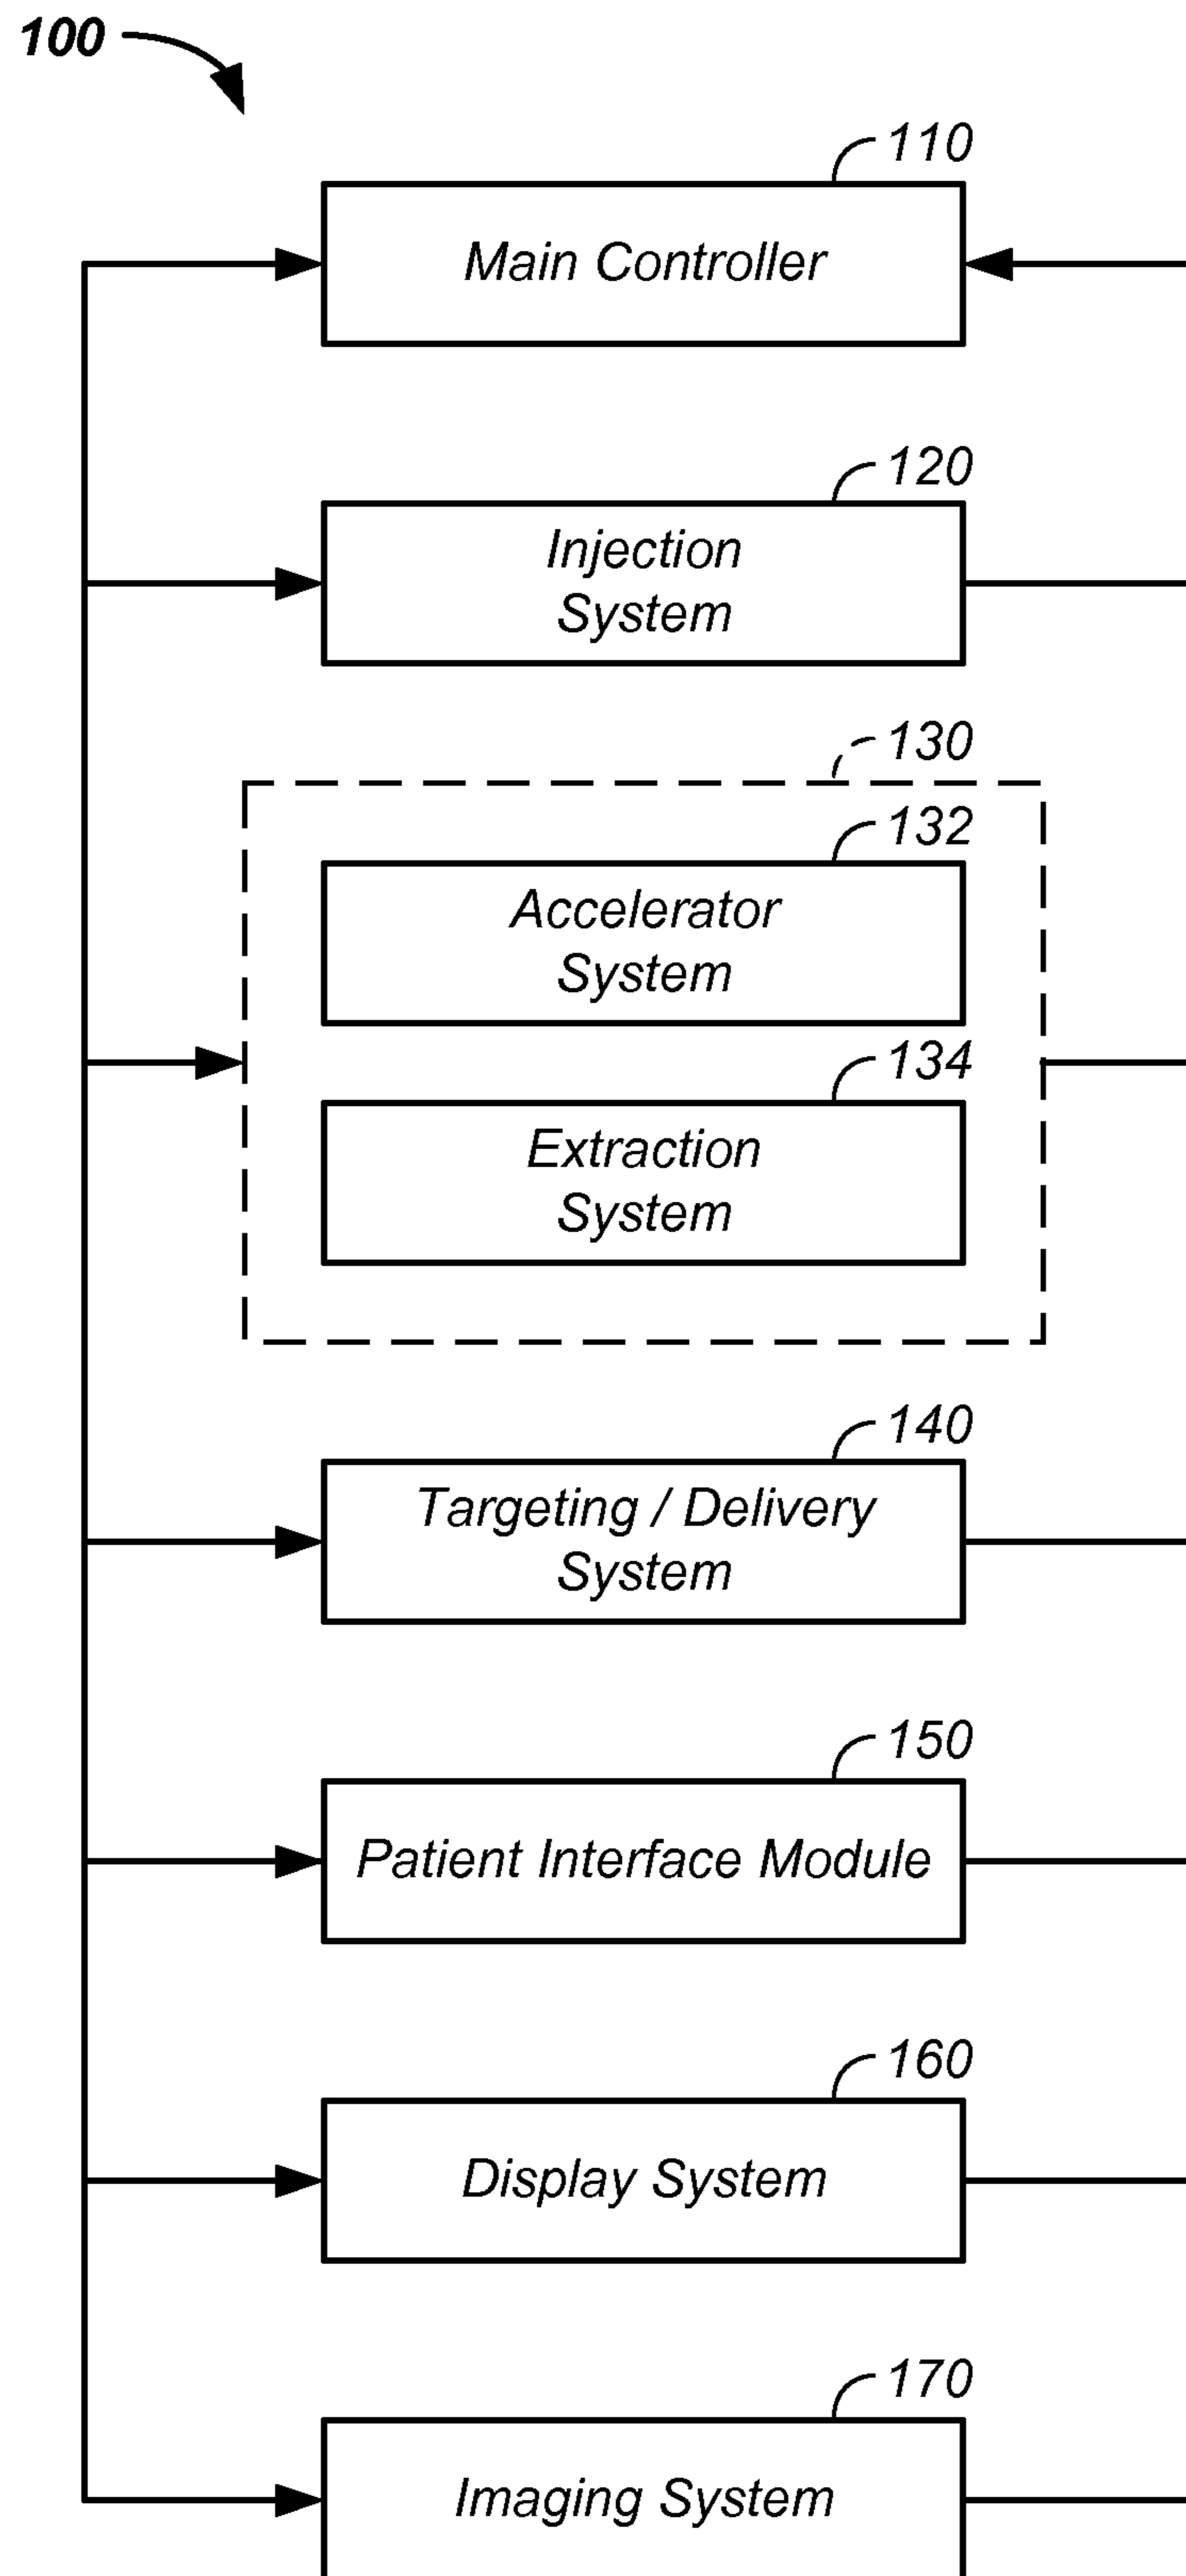 100
110
Main Controller
120
Injection
System
130
132
Accelerator
System
134
Extraction
System
140
Targeting / Delivery
System
150
Patient Interface Module
160
Display System
170
Imaging System